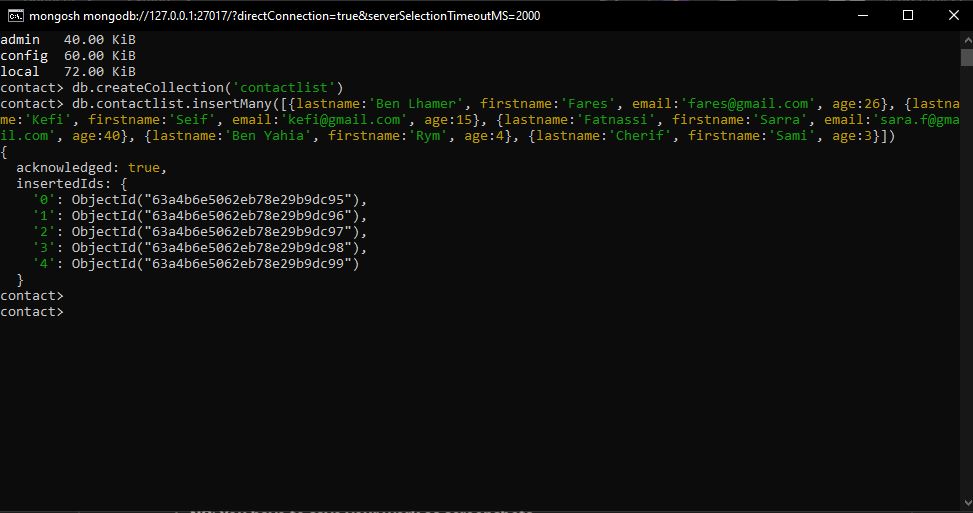 mongosh mongodb://127.0.0.1:27017/?directConnection=true&serverSelectionTimeoutMS=2000
admin   40.00 KiB
config  60.00 KiB
local   72.00 KiB
contact> db.createCollection('contactlist')
contact> db.contactlist.insertMany([{lastname:'Ben Lhamer', firstname:'Fares', email:'fares@gmail.com', age:26}, {lastna
me:'Kefi', firstname:'Seif', email:'kefi@gmail.com', age:15}, {lastname:'Fatnassi', firstname:'Sarra', email:'sara.f@gma
il.com', age:40}, {lastname:'Ben Yahia', firstname:'Rym', age:4}, {lastname:'Cherif', firstname:'Sami', age:3}])
{
  acknowledged: true,
  insertedIds: {
    '0': ObjectId("63a4b6e5062eb78e29b9dc95"),
    '1': ObjectId("63a4b6e5062eb78e29b9dc96"),
    '2': ObjectId("63a4b6e5062eb78e29b9dc97"),
    '3': ObjectId("63a4b6e5062eb78e29b9dc98"),
    '4': ObjectId("63a4b6e5062eb78e29b9dc99")
  }
contact>
contact>